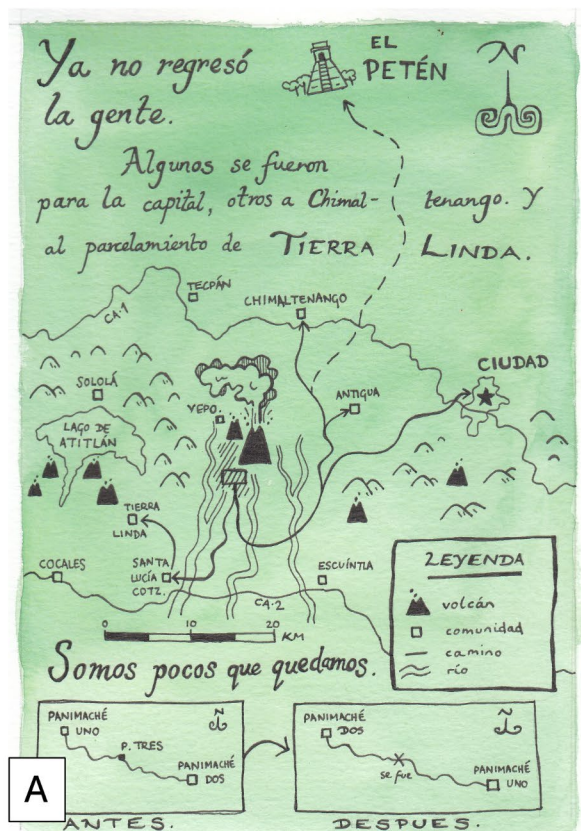 Ya no regresó
la gente.
EL
PETÉN
N
Algunos se fueron
para la capital, otros a Chimal- tenango. Y
al parcelamiento de TIERRA LINDA.
TECPÁN
CA-1
CHIMALTENANGO
CIUDAD
SOLOLÁ
ANTIGUA
YEPO.
LAGO DE
ATITLÁN
TIERRA
LINDA
COCALES
SANTA
LUCÍA
COTZ.
ESCUÍNTLA
CA-2
LEYENDA
volcán
comunidad
camino
río
0 10 20
KM
Somos pocos que quedamos.
PANIMACHÉ
UNO
P. TRES
PANIMACHÉ
DOS
Ñ
PANIMACHÉ
DOS
se fue
PANIMACHÉ
UNO
Ñ
A
ANTES.
DESPUES.